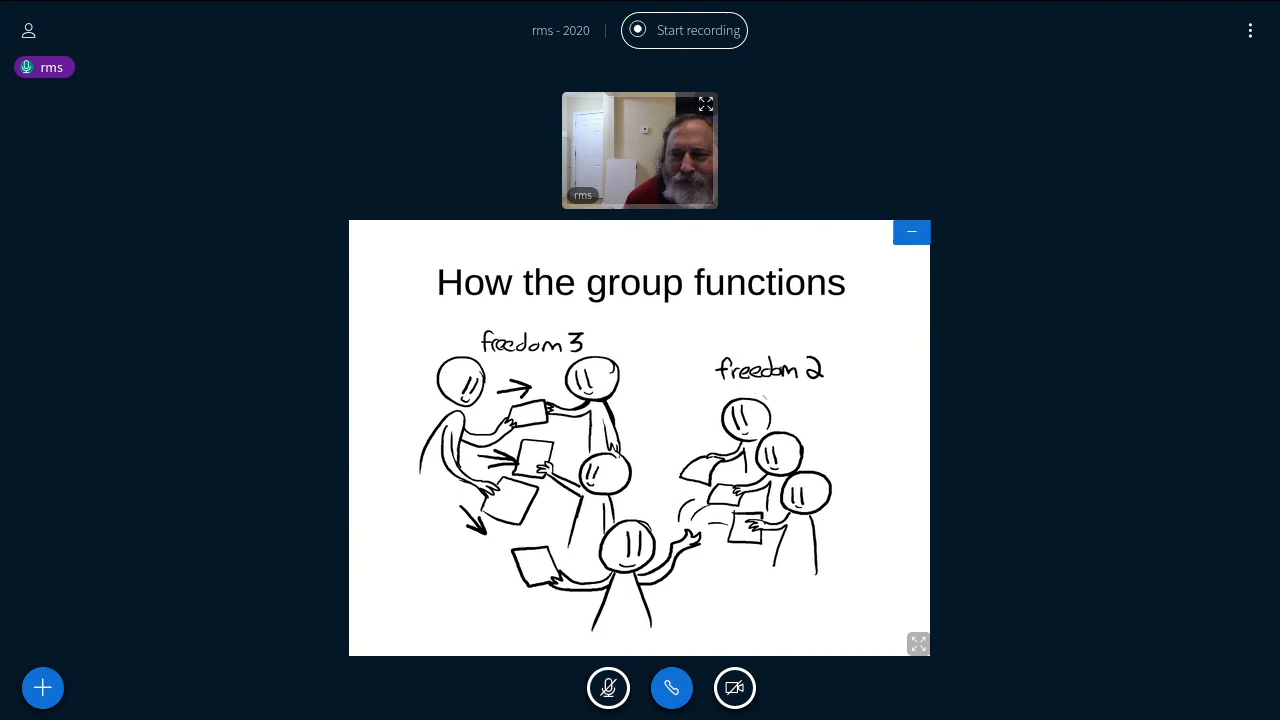 rms - 2020
Start recording
rms
rms
How the group functions
freedom 3
freedom 2